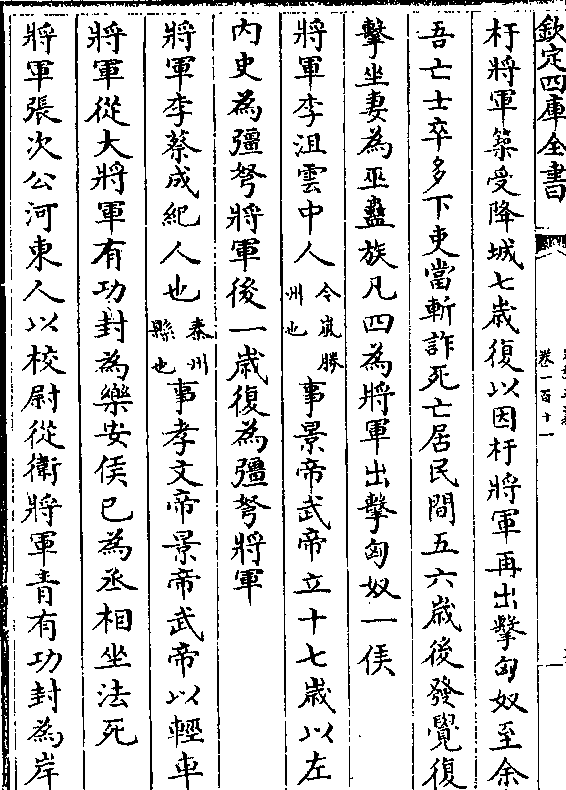 欽定四庫全書
卷一百十一
杅將軍築受降城七歳復以因杅將軍再出擊匈奴至余
吾亡士卒多下吏當斬詐死亡居民間五六歳後發覺復
擊坐妻為巫蠱族凡四為將軍出擊匈奴一侯
將軍李沮雲中人今嵐勝州也事景帝武帝立十七歳以左
内史為彊弩將軍後一歳復為彊弩將軍
將軍李蔡成紀人也秦州縣也事孝文帝景帝武帝以輕車
將軍從大將軍有功封為樂安侯已為丞相坐法死
將軍張次公河東人以校尉從衛將軍青有功封為岸